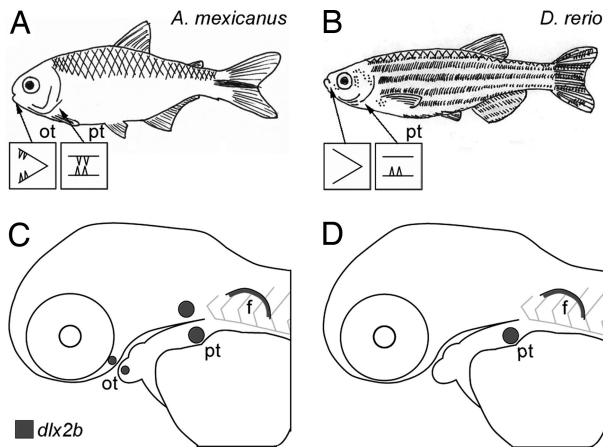 A A. mexicanus
B D. rerio
ot pt
pt
C
D
f
f
pt
pt
ot
dlx2b